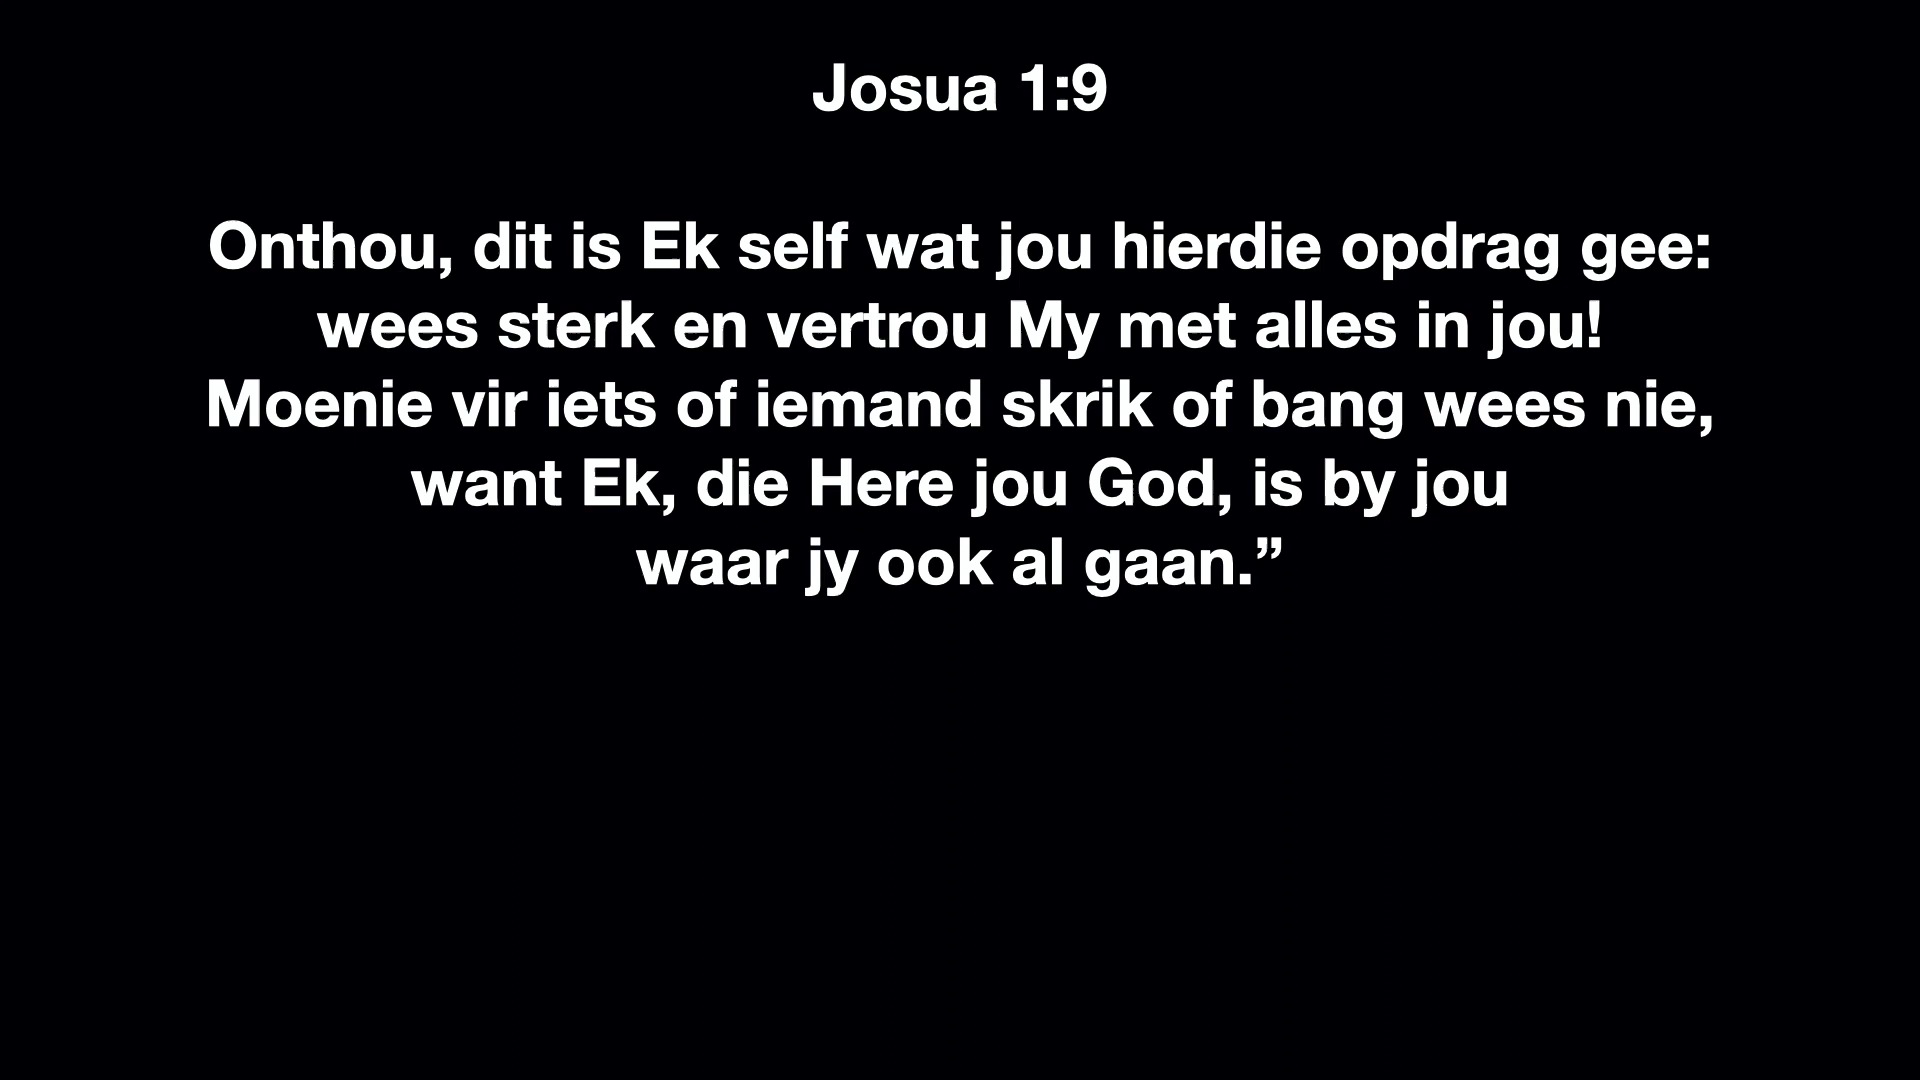 Josua 1:9
Onthou, dit is Ek self wat jou hierdie opdrag gee:
wees sterk en vertrou My met alles in jou!
Moenie vir iets of iemand skrik of bang wees nie,
want Ek, die Here jou God, is by jou
waar jy ook al gaan.”